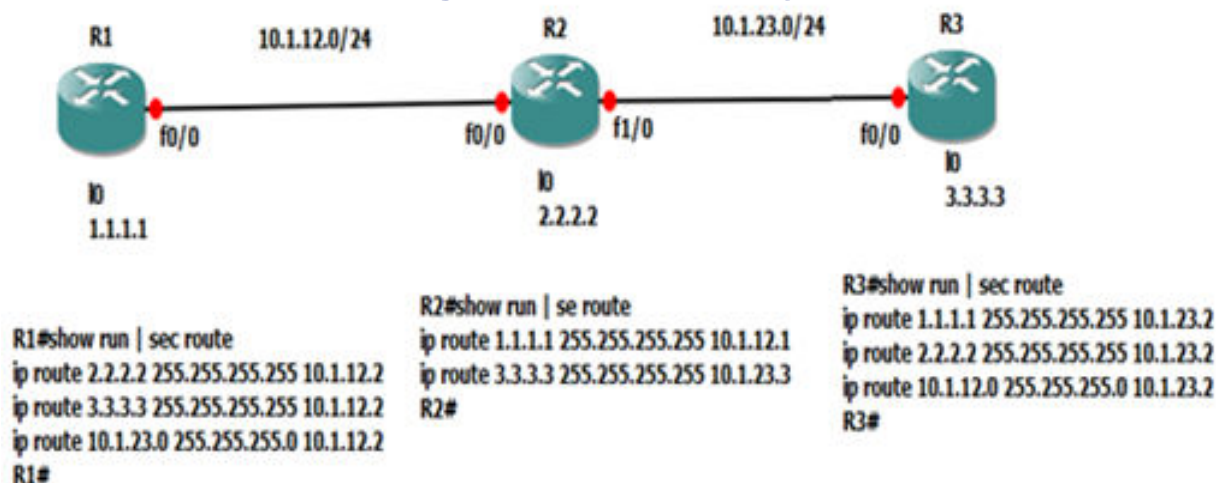 R1
10.1.12.0/24
R2
10.1.23.0/24
R3
f0/0
f0/0
f1/0
f0/0
l0
1.1.1.1
l0
2.2.2.2
l0
3.3.3.3
R1#show run | sec route
ip route 2.2.2.2 255.255.255.255 10.1.12.2
ip route 3.3.3.3 255.255.255.255 10.1.12.2
ip route 10.1.23.0 255.255.255.0 10.1.12.2
R1#
R2#show run | se route
ip route 1.1.1.1 255.255.255.255 10.1.12.1
ip route 3.3.3.3 255.255.255.255 10.1.23.3
R2#
R3#show run | sec route
ip route 1.1.1.1 255.255.255.255 10.1.23.2
ip route 2.2.2.2 255.255.255.255 10.1.23.2
ip route 10.1.12.0 255.255.255.0 10.1.23.2
R3#